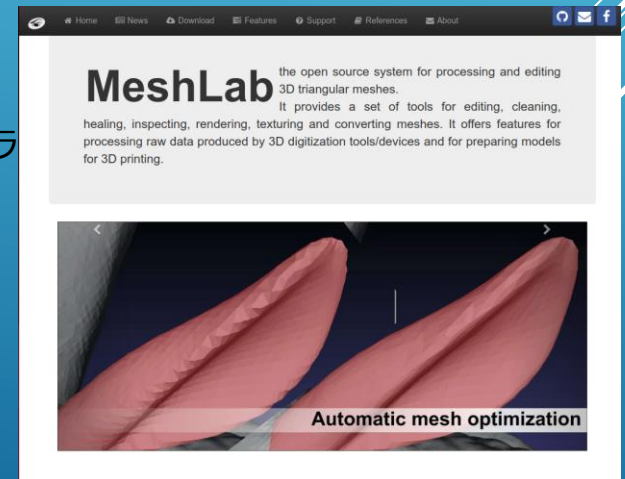 Home News Download Features Support References About
MeshLab the open source system for processing and editing
3D triangular meshes.
It provides a set of tools for editing, cleaning,
healing, inspecting, rendering, texturing and converting meshes. It offers features for
processing raw data produced by 3D digitization tools/devices and for preparing models
for 3D printing.
Automatic mesh optimization